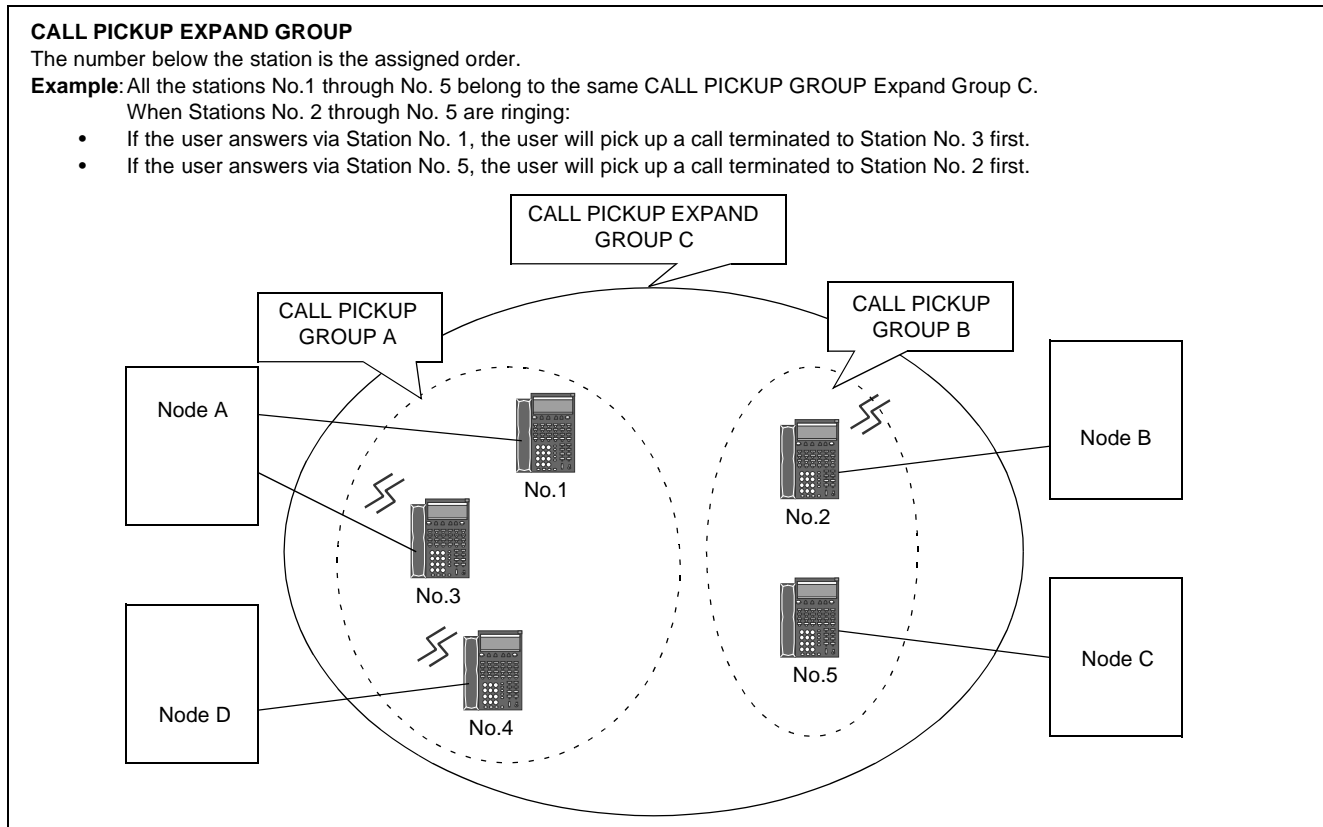 CALL PICKUP EXPAND GROUP
The number below the station is the assigned order.
Example: All the stations No.1 through No. 5 belong to the same CALL PICKUP GROUP Expand Group C.
When Stations No. 2 through No. 5 are ringing:
• If the user answers via Station No. 1, the user will pick up a call terminated to Station No. 3 first.
• If the user answers via Station No. 5, the user will pick up a call terminated to Station No. 2 first.
CALL PICKUP EXPAND
GROUP C
CALL PICKUP
GROUP A
CALL PICKUP
GROUP B
Node A
No.1
No.3
Node D
No.4
No.2
Node B
No.5
Node C